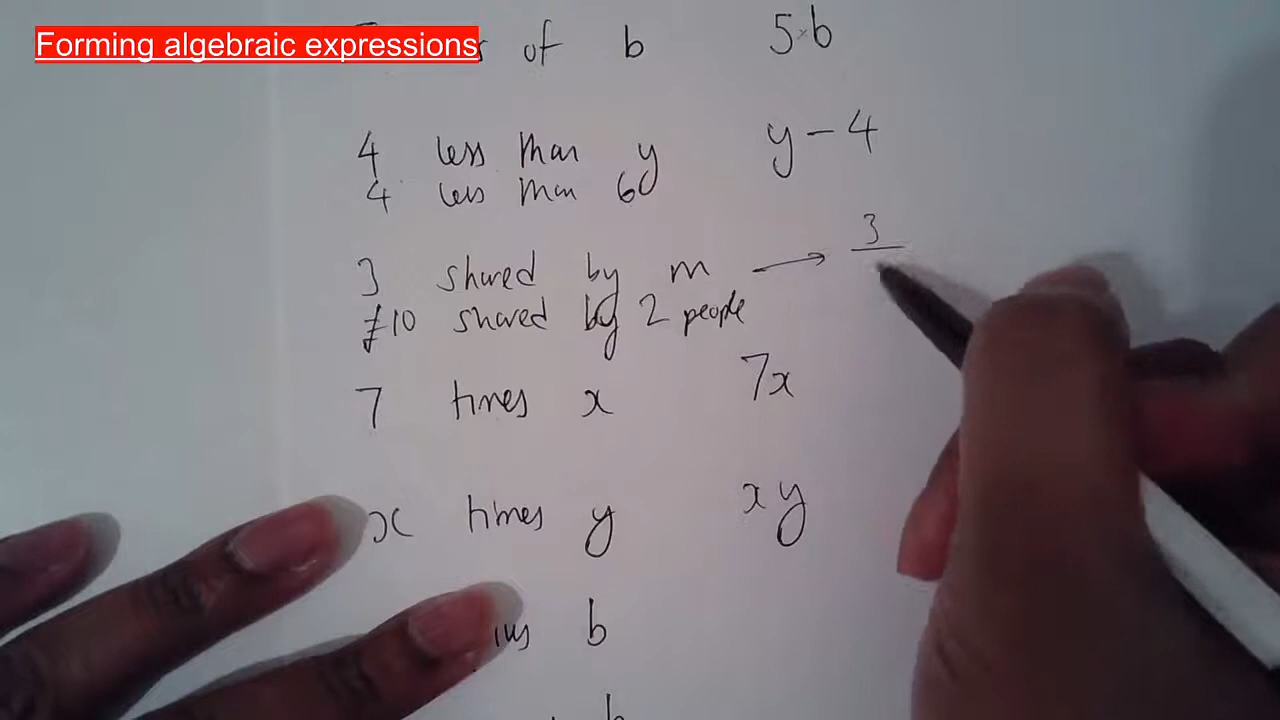 Forming algebraic expressions
of b 5×b
4 less than y y - 4
4 less than 6
3 shared by m → 3
£10 shared by 2 people
7 times x 7x
x times y xy
b
b